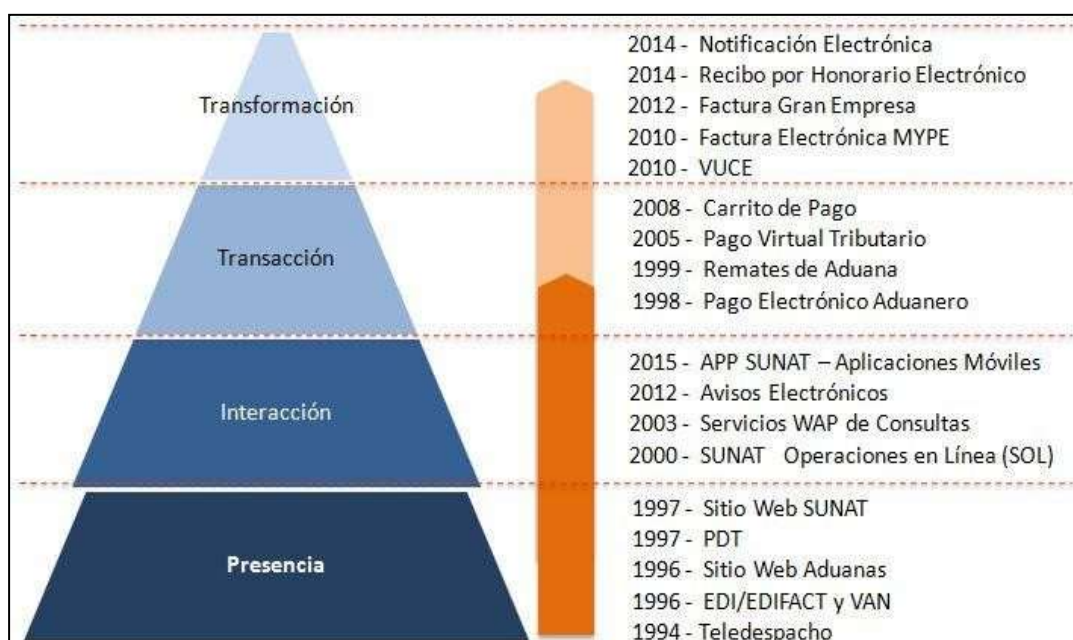 Transformación
2014 - Notificación Electrónica
2014 - Recibo por Honorario Electrónico
2012 - Factura Gran Empresa
2010 - Factura Electrónica MYPE
2010 - VUCE
Transacción
2008 - Carrito de Pago
2005 - Pago Virtual Tributario
1999 - Remates de Aduana
1998 - Pago Electrónico Aduanero
Interacción
2015 - APP SUNAT – Aplicaciones Móviles
2012 - Avisos Electrónicos
2003 - Servicios WAP de Consultas
2000 - SUNAT Operaciones en Línea (SOL)
Presencia
1997 - Sitio Web SUNAT
1997 - PDT
1996 - Sitio Web Aduanas
1996 - EDI/EDIFACT y VAN
1994 - Teledespacho